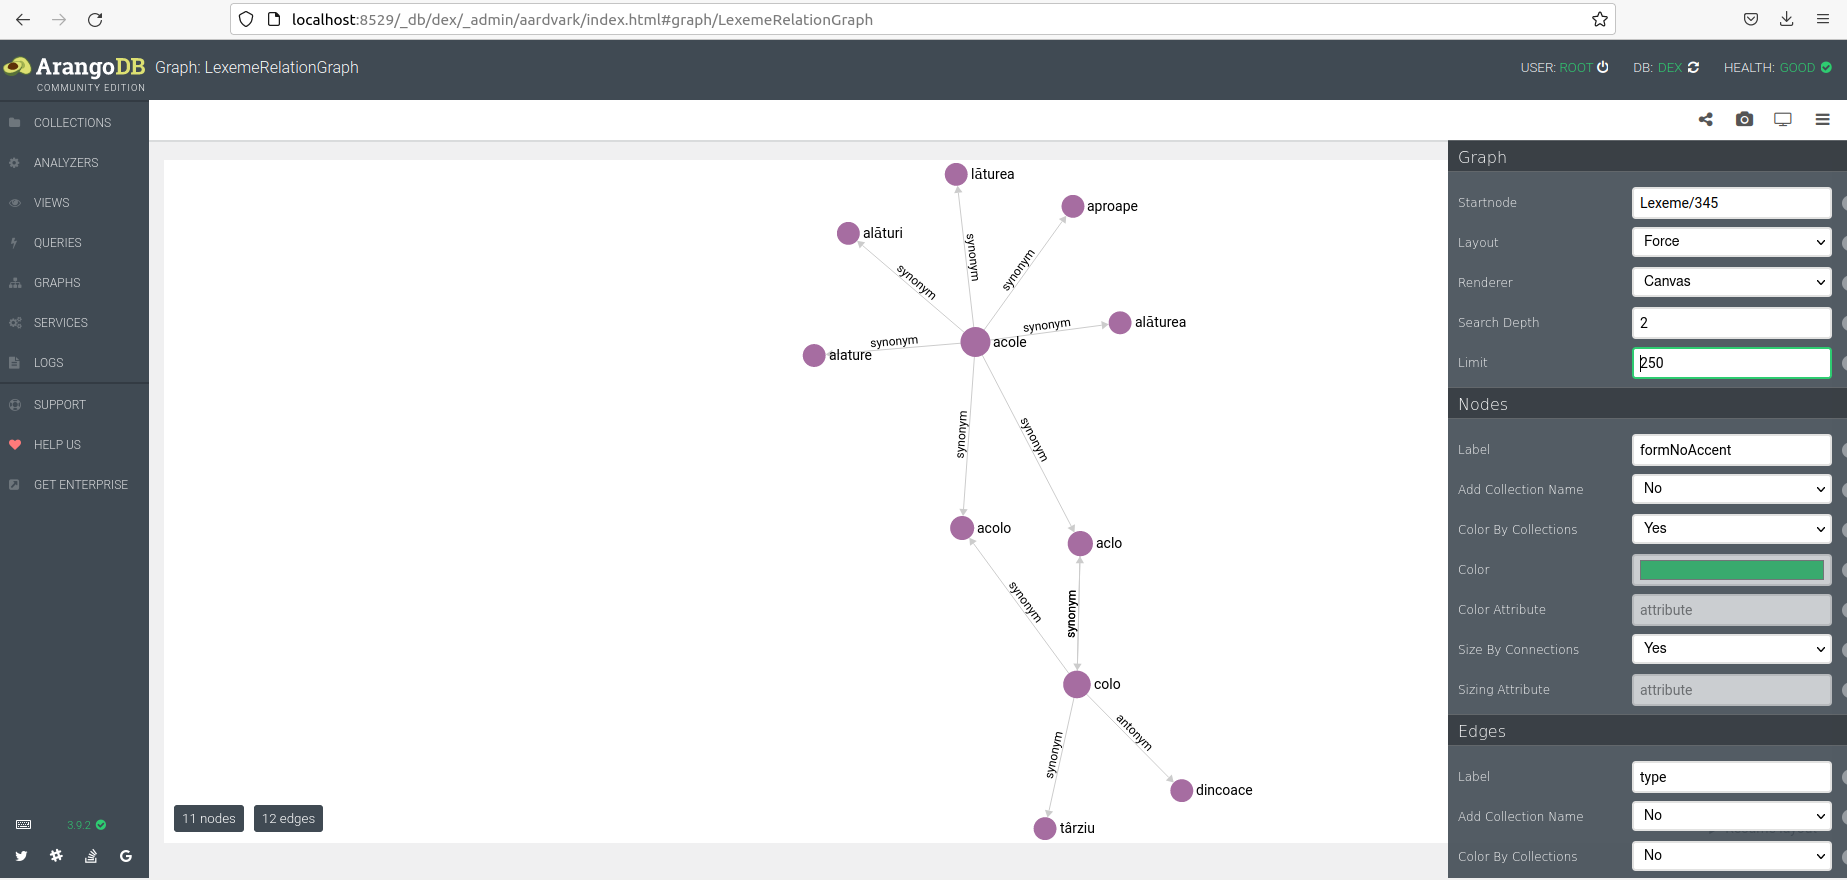 localhost:8529/_db/dex/_admin/aardvark/index.html#graph/LexemeRelationGraph
ArangoDB
COMMUNITY EDITION
Graph: LexemeRelationGraph
USER: ROOT
DB: DEX
HEALTH: GOOD
COLLECTIONS
ANALYZERS
VIEWS
QUERIES
GRAPHS
SERVICES
LOGS
SUPPORT
HELP US
GET ENTERPRISE
3.9.2
lăturea
aproape
alături
synonym
synonym
synonym
alăturea
synonym
synonym
acole
alature
synonym
synonym
acolo
aclo
synonym
synonym
colo
antonym
synonym
dincoace
târziu
11 nodes
12 edges
Graph
Startnode
Lexeme/345
Layout
Force
Renderer
Canvas
Search Depth
2
Limit
250
Nodes
Label
formNoAccent
Add Collection Name
No
Color By Collections
Yes
Color
Color Attribute
attribute
Size By Connections
Yes
Sizing Attribute
attribute
Edges
Label
type
Add Collection Name
No
Color By Collections
No